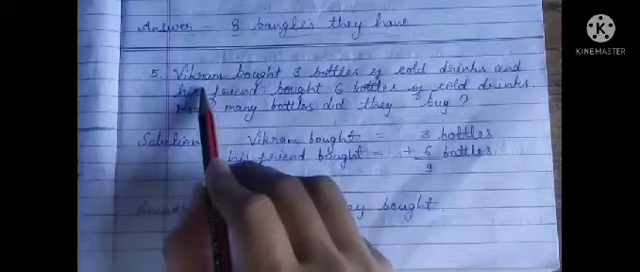 Answer - 8 bangles they have
KINEMASTER
5. Vikram bought 3 bottles of cold drinks and
his friend bought 6 bottles of cold drinks.
How many bottles did they buy ?
Solution Vikram bought = 3 bottles
his friend bought = + 6 bottles
9
Answer bought